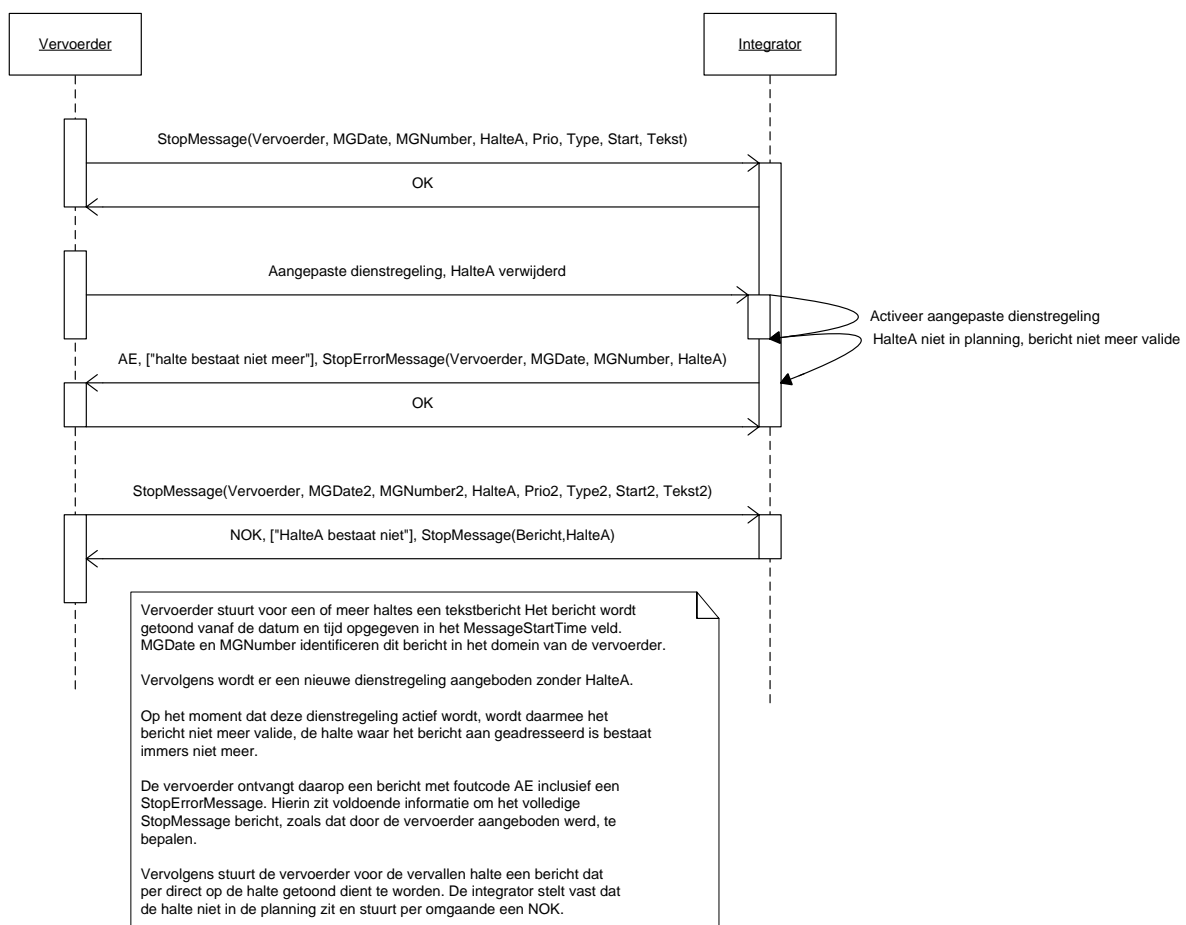 Vervoerder
Integrator
StopMessage(Vervoerder, MGDate, MGNumber, HalteA, Prio, Type, Start, Tekst)
OK
Aangepaste dienstregeling, HalteA verwijderd
Activeer aangepaste dienstregeling
HalteA niet in planning, bericht niet meer valide
AE, ["halte bestaat niet meer"], StopErrorMessage(Vervoerder, MGDate, MGNumber, HalteA)
OK
StopMessage(Vervoerder, MGDate2, MGNumber2, HalteA, Prio2, Type2, Start2, Tekst2)
NOK, ["HalteA bestaat niet"], StopMessage(Bericht,HalteA)
Vervoerder stuurt voor een of meer haltes een tekstbericht Het bericht wordt
getoond vanaf de datum en tijd opgegeven in het MessageStartTime veld.
MGDate en MGNumber identificeren dit bericht in het domein van de vervoerder.
Vervolgens wordt er een nieuwe dienstregeling aangeboden zonder HalteA.
Op het moment dat deze dienstregeling actief wordt, wordt daarmee het
bericht niet meer valide, de halte waar het bericht aan geadresseerd is bestaat
immers niet meer.
De vervoerder ontvangt daarop een bericht met foutcode AE inclusief een
StopErrorMessage. Hierin zit voldoende informatie om het volledige
StopMessage bericht, zoals dat door de vervoerder aangeboden werd, te
bepalen.
Vervolgens stuurt de vervoerder voor de vervallen halte een bericht dat
per direct op de halte getoond dient te worden. De integrator stelt vast dat
de halte niet in de planning zit en stuurt per omgaande een NOK.